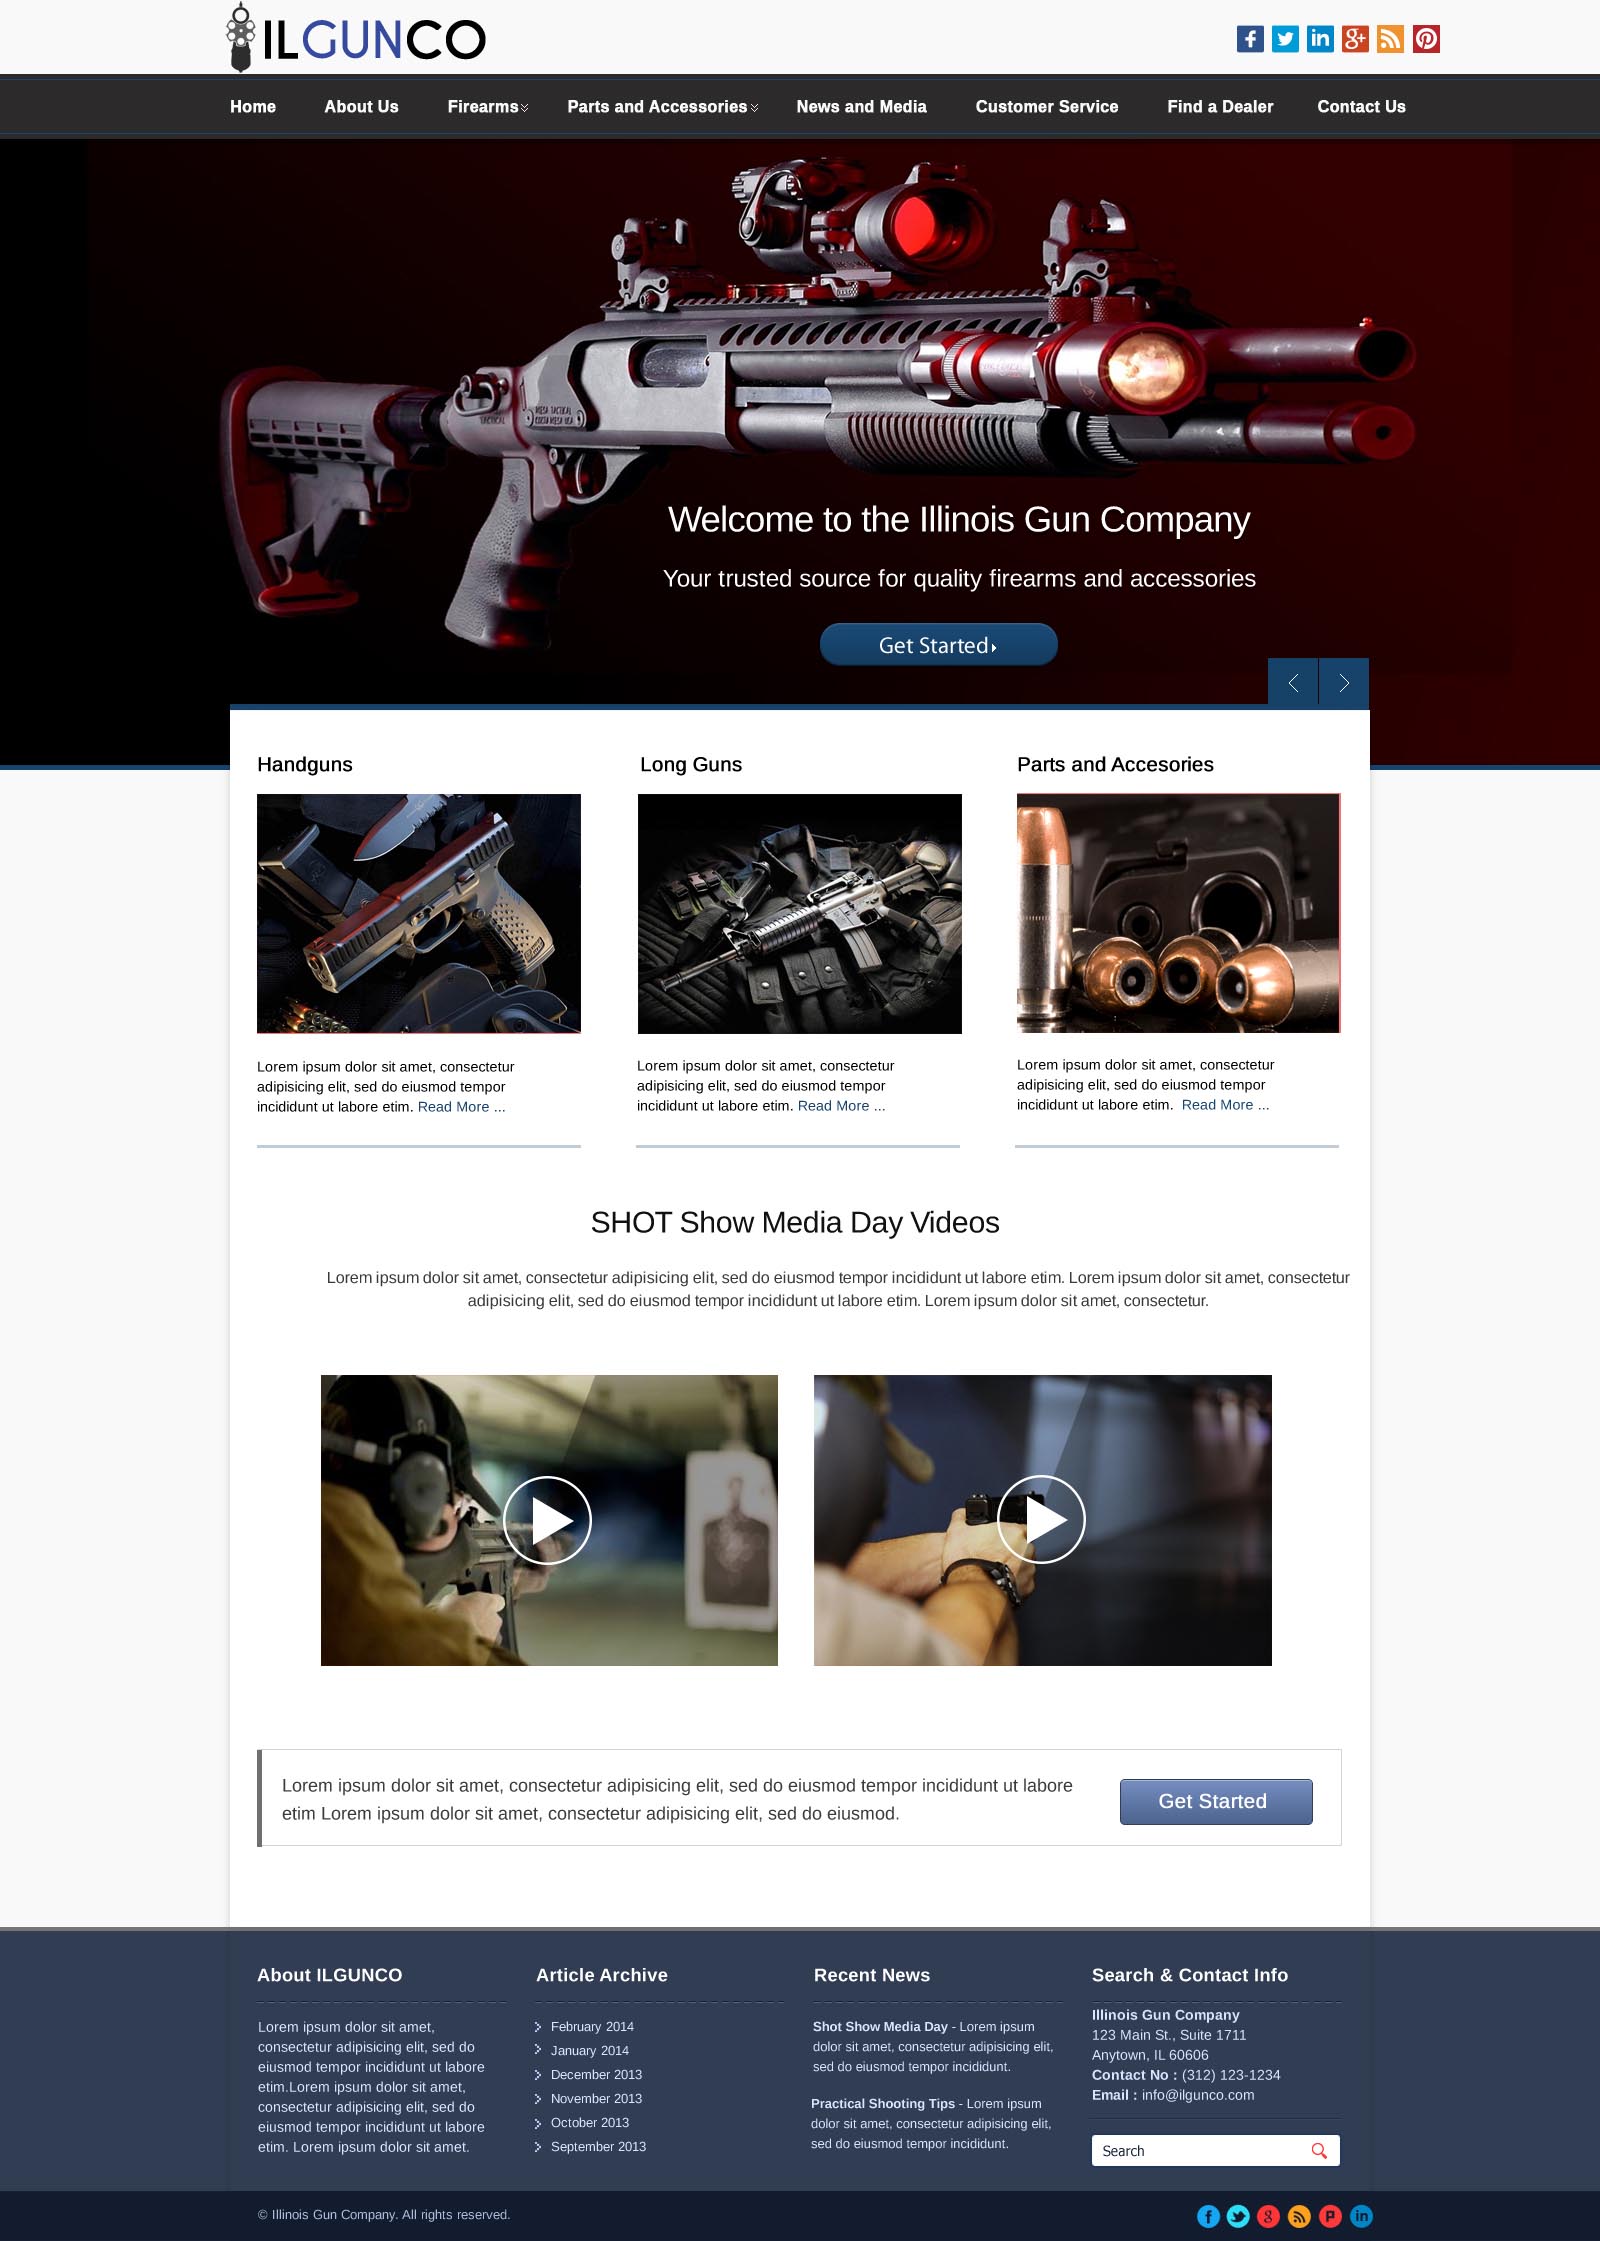 ILGUNCO
Home About Us Firearms Parts and Accessories News and Media Customer Service Find a Dealer Contact Us
Welcome to the Illinois Gun Company
Your trusted source for quality firearms and accessories
Get Started
Handguns
Long Guns
Parts and Accesories
Lorem ipsum dolor sit amet, consectetur
adipisicing elit, sed do eiusmod tempor
incididunt ut labore etim. Read More ...
Lorem ipsum dolor sit amet, consectetur
adipisicing elit, sed do eiusmod tempor
incididunt ut labore etim. Read More ...
Lorem ipsum dolor sit amet, consectetur
adipisicing elit, sed do eiusmod tempor
incididunt ut labore etim. Read More ...
SHOT Show Media Day Videos
Lorem ipsum dolor sit amet, consectetur adipisicing elit, sed do eiusmod tempor incididunt ut labore etim. Lorem ipsum dolor sit amet, consectetur
adipisicing elit, sed do eiusmod tempor incididunt ut labore etim. Lorem ipsum dolor sit amet, consectetur.
Lorem ipsum dolor sit amet, consectetur adipisicing elit, sed do eiusmod tempor incididunt ut labore
etim Lorem ipsum dolor sit amet, consectetur adipisicing elit, sed do eiusmod.
Get Started
About ILGUNCO
Lorem ipsum dolor sit amet,
consectetur adipisicing elit, sed do
eiusmod tempor incididunt ut labore
etim.Lorem ipsum dolor sit amet,
consectetur adipisicing elit, sed do
eiusmod tempor incididunt ut labore
etim. Lorem ipsum dolor sit amet.
Article Archive
February 2014
January 2014
December 2013
November 2013
October 2013
September 2013
Recent News
Shot Show Media Day - Lorem ipsum
dolor sit amet, consectetur adipisicing elit,
sed do eiusmod tempor incididunt.
Practical Shooting Tips - Lorem ipsum
dolor sit amet, consectetur adipisicing elit,
sed do eiusmod tempor incididunt.
Search & Contact Info
Illinois Gun Company
123 Main St., Suite 1711
Anytown, IL 60606
Contact No : (312) 123-1234
Email : info@ilgunco.com
Search
© Illinois Gun Company. All rights reserved.